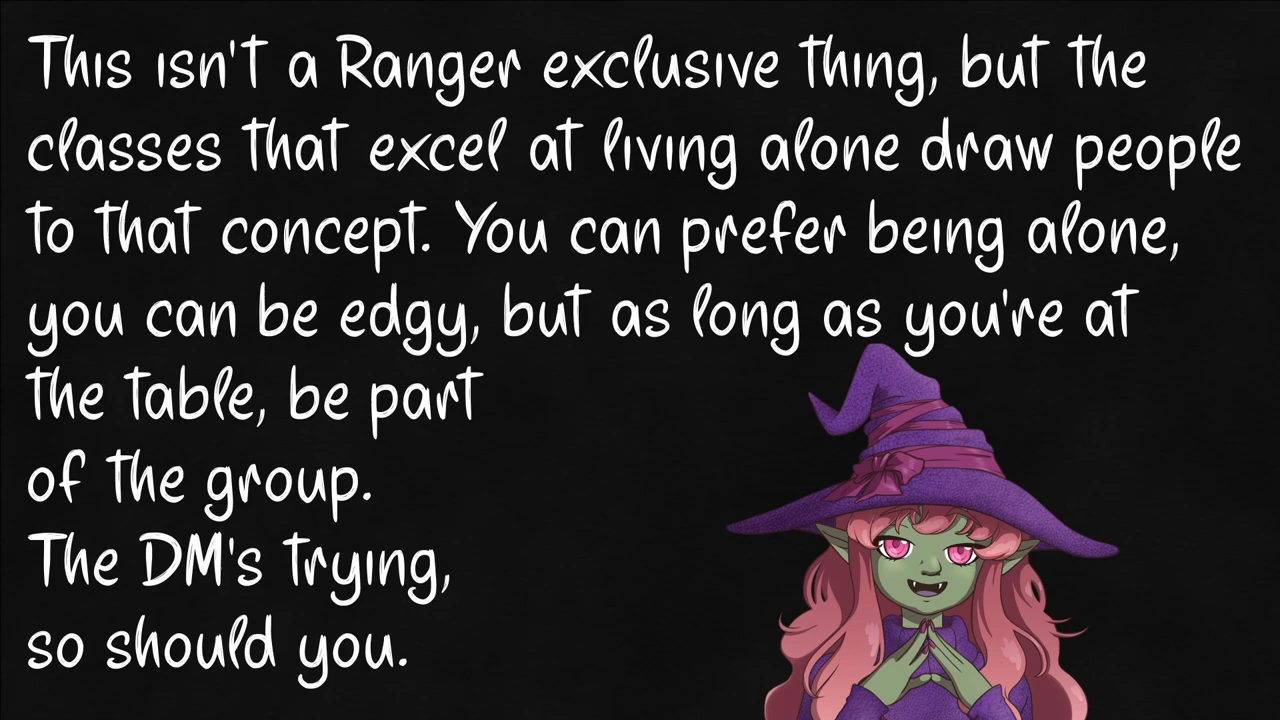 This isn't a Ranger exclusive thing, but the
classes that excel at living alone draw people
to that concept. You can prefer being alone,
you can be edgy, but as long as you're at
the table, be part
of the group.
The DM's trying,
so should you.